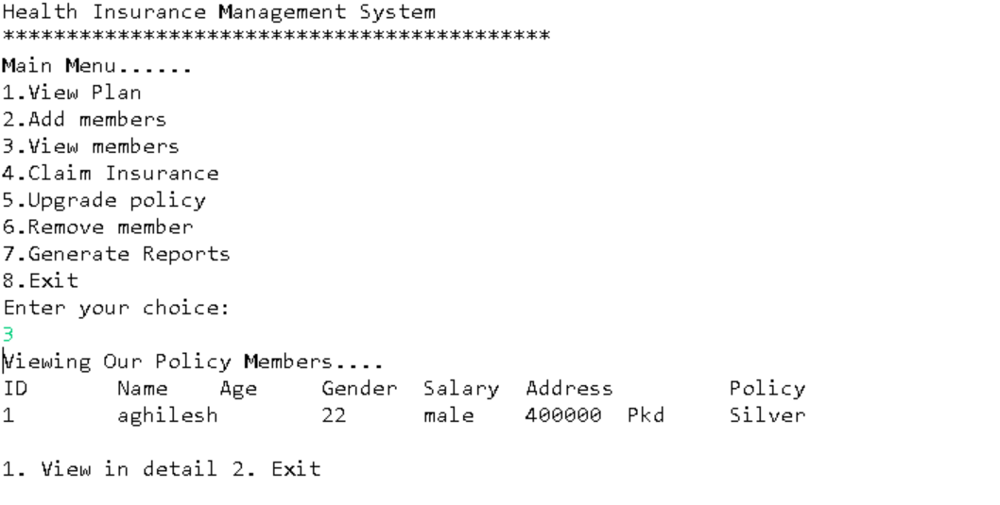 Health Insurance Management System
*******************************************
Main Menu......
1.View Plan
2.Add members
3.View members
4.Claim Insurance
5.Upgrade policy
6.Remove member
7.Generate Reports
8.Exit
Enter your choice:
3
Viewing Our Policy Members....
ID Name Age Gender Salary Address Policy
1 aghilesh 22 male 400000 Pkd Silver
1. View in detail 2. Exit